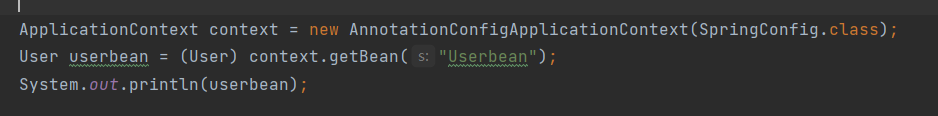 ApplicationContext context = new AnnotationConfigApplicationContext(SpringConfig.class);
User userbean = (User) context.getBean( s: "Userbean");
System.out.println(userbean);